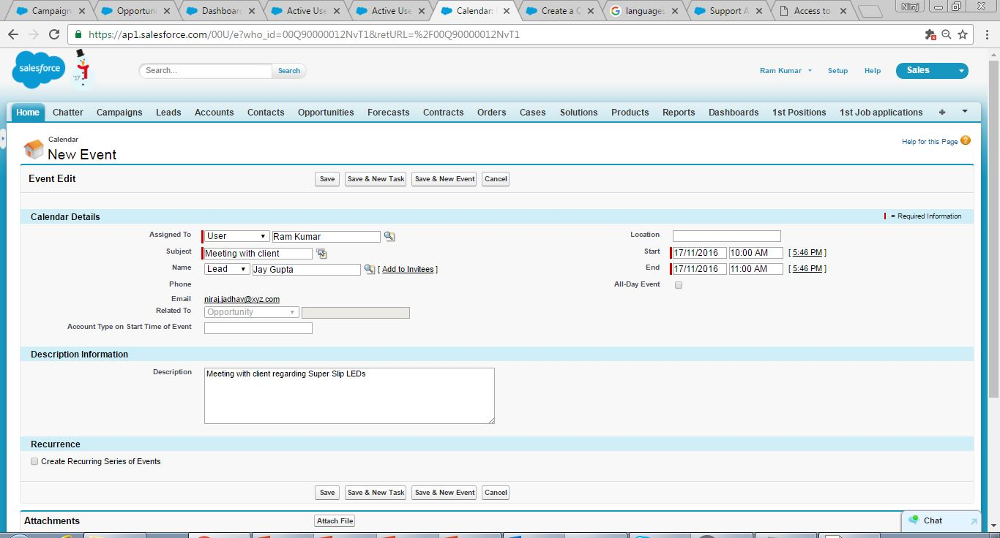 Campaign
Opportuni
Dashboard
Active Use
Active Use
Calendar:
Create a C
languages
Support A
Access to
Niraj
https://ap1.salesforce.com/00U/e?who_id=00Q90000012NvT1&retURL=%2F00Q90000012NvT1
salesforce
'17
Search...
Search
Ram Kumar
Setup
Help
Sales
Home Chatter Campaigns Leads Accounts Contacts Opportunities Forecasts Contracts Orders Cases Solutions Products Reports Dashboards 1st Positions 1st Job applications +
Calendar
New Event
Help for this Page ?
Event Edit
Save Save & New Task Save & New Event Cancel
Calendar Details
= Required Information
Assigned To User Ram Kumar
Location
Subject Meeting with client
Start 17/11/2016 10:00 AM [ 5:46 PM ]
Name Lead Jay Gupta [ Add to Invitees ]
End 17/11/2016 11:00 AM [ 5:46 PM ]
Phone
All-Day Event
Email niraj.jadhav@xyz.com
Related To Opportunity
Account Type on Start Time of Event
Description Information
Description Meeting with client regarding Super Slip LEDs
Recurrence
Create Recurring Series of Events
Save Save & New Task Save & New Event Cancel
Attachments
Attach File
Chat